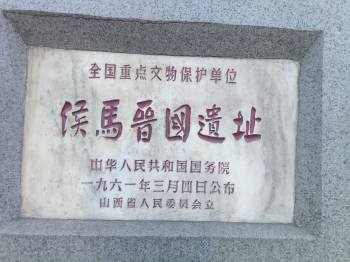 全国重点文物保护单位
侯馬晉國遺址
中华人民共和国国务院
一九六一年三月四日公布
山西省人民委员会立